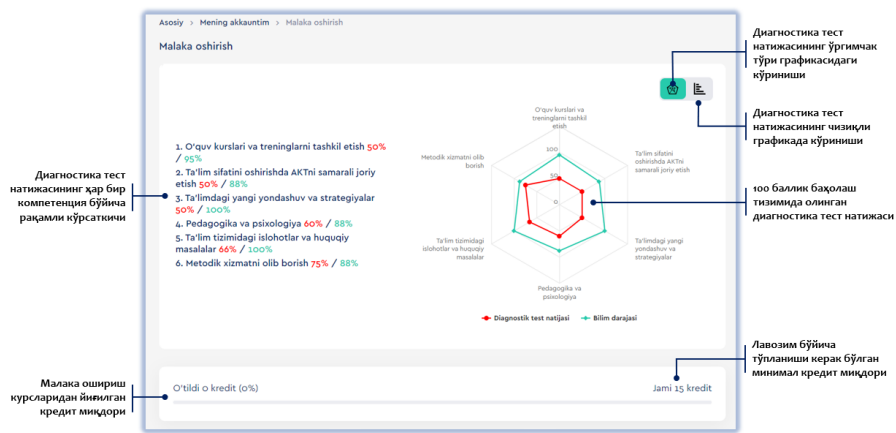 Asosiy > Mening akkauntim > Malaka oshirish
Malaka oshirish
Диагностика тест
натижасининг ўргимчак
тўри графикасидаги
кўриниши
Диагностика тест
натижасининг чизиқли
графикада кўриниши
Диагностика тест
натижасининг ҳар бир
компетенция бўйича
рақамли кўрсаткичи
1. O'quv kurslari va treninglarni tashkil etish 50%
/ 95%
2. Ta'lim sifatini oshirishda AKTni samarali joriy
etish 50% / 88%
3. Ta'limdagi yangi yondashuv va strategiyalar
50% / 100%
4. Pedagogika va psixologiya 60% / 88%
5. Ta'lim tizimidagi islohotlar va huquqiy
masalalar 66% / 100%
6. Metodik xizmatni olib borish 75% / 88%
O'quv kurslari va
treninglarni tashkil
etish
Ta'lim sifatini
oshirishda AKTni
samarali joriy etish
Ta'limdagi yangi
yondashuv va
strategiyalar
Pedagogika va
psixologiya
Ta'lim tizimidagi
islohotlar va huquqiy
masalalar
Metodik xizmatni olib
borish
100
50
0
Diagnostik test natijasi
Bilim darajasi
100 баллик баҳолаш
тизимида олинган
диагностика тест натижаси
Лавозим бўйича
тўпланиши керак бўлган
минимал кредит миқдори
Малака ошириш
курсларидан йиғилган
кредит миқдори
O'tildi 0 kredit (0%)
Jami 15 kredit